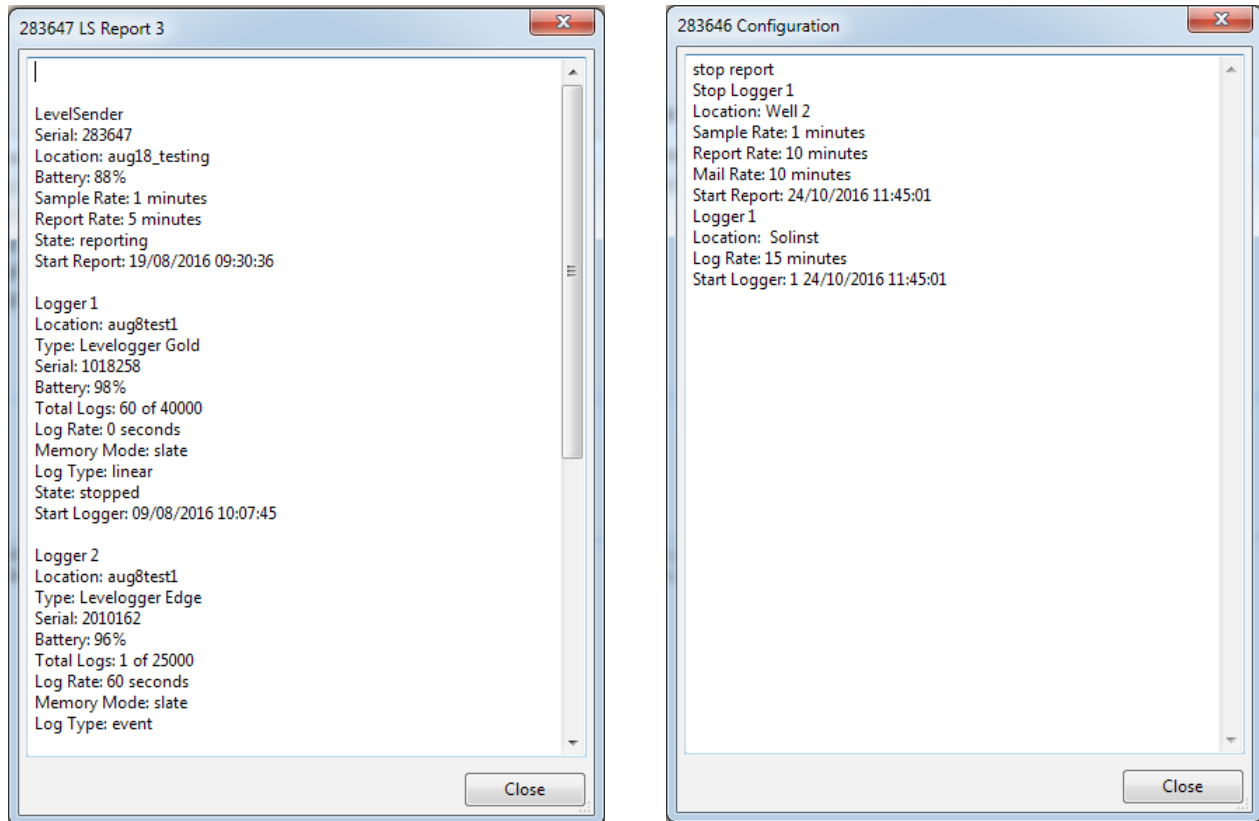 283647 LS Report 3
LevelSender
Serial: 283647
Location: aug18_testing
Battery: 88%
Sample Rate: 1 minutes
Report Rate: 5 minutes
State: reporting
Start Report: 19/08/2016 09:30:36
Logger 1
Location: aug8test1
Type: Levelogger Gold
Serial: 1018258
Battery: 98%
Total Logs: 60 of 40000
Log Rate: 0 seconds
Memory Mode: slate
Log Type: linear
State: stopped
Start Logger: 09/08/2016 10:07:45
Logger 2
Location: aug8test1
Type: Levelogger Edge
Serial: 2010162
Battery: 96%
Total Logs: 1 of 25000
Log Rate: 60 seconds
Memory Mode: slate
Log Type: event
Close
283646 Configuration
stop report
Stop Logger 1
Location: Well 2
Sample Rate: 1 minutes
Report Rate: 10 minutes
Mail Rate: 10 minutes
Start Report: 24/10/2016 11:45:01
Logger 1
Location:  Solinst
Log Rate: 15 minutes
Start Logger: 1 24/10/2016 11:45:01
Close